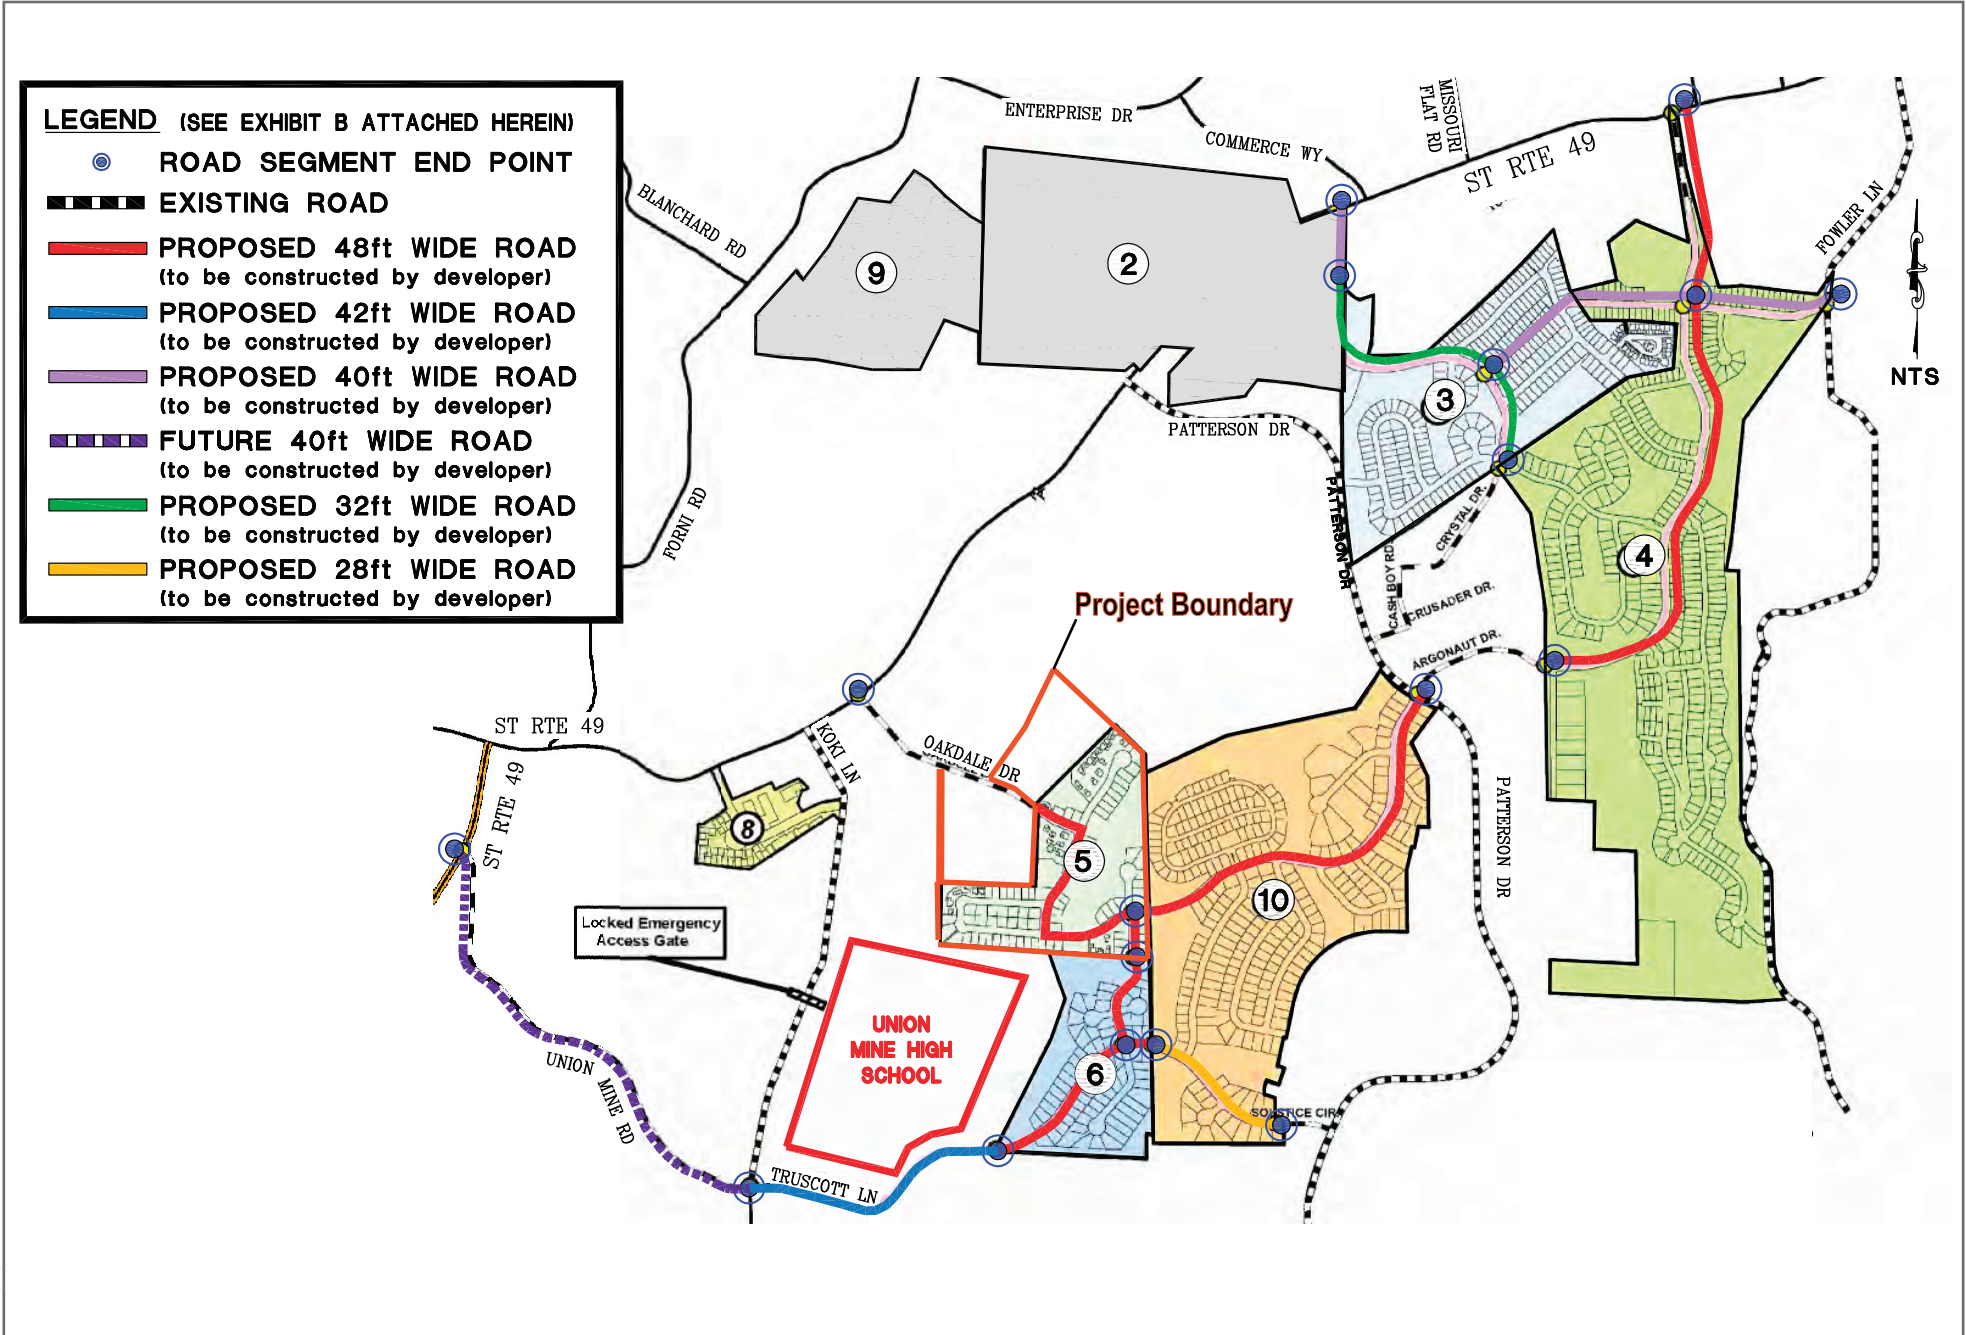 LEGEND (SEE EXHIBIT B ATTACHED HEREIN)
ROAD SEGMENT END POINT
EXISTING ROAD
PROPOSED 48ft WIDE ROAD
(to be constructed by developer)
PROPOSED 42ft WIDE ROAD
(to be constructed by developer)
PROPOSED 40ft WIDE ROAD
(to be constructed by developer)
FUTURE 40ft WIDE ROAD
(to be constructed by developer)
PROPOSED 32ft WIDE ROAD
(to be constructed by developer)
PROPOSED 28ft WIDE ROAD
(to be constructed by developer)
ENTERPRISE DR
COMMERCE WY
MISSOURI
FLAT RD
ST RTE 49
BLANCHARD RD
FOWLER LN
NTS
9
2
3
4
PATTERSON DR
PATTERSON DR
FORNI RD
CRYSTAL DR.
CASH BOY RD.
CRUSADER DR.
ARGONAUT DR.
Project Boundary
ST RTE 49
ST RTE 49
KOKI LN
OAKDALE DR
8
5
10
PATTERSON DR
Locked Emergency
Access Gate
UNION
MINE HIGH
SCHOOL
6
UNION MINE RD
SOLSTICE CIR.
TRUSCOTT LN